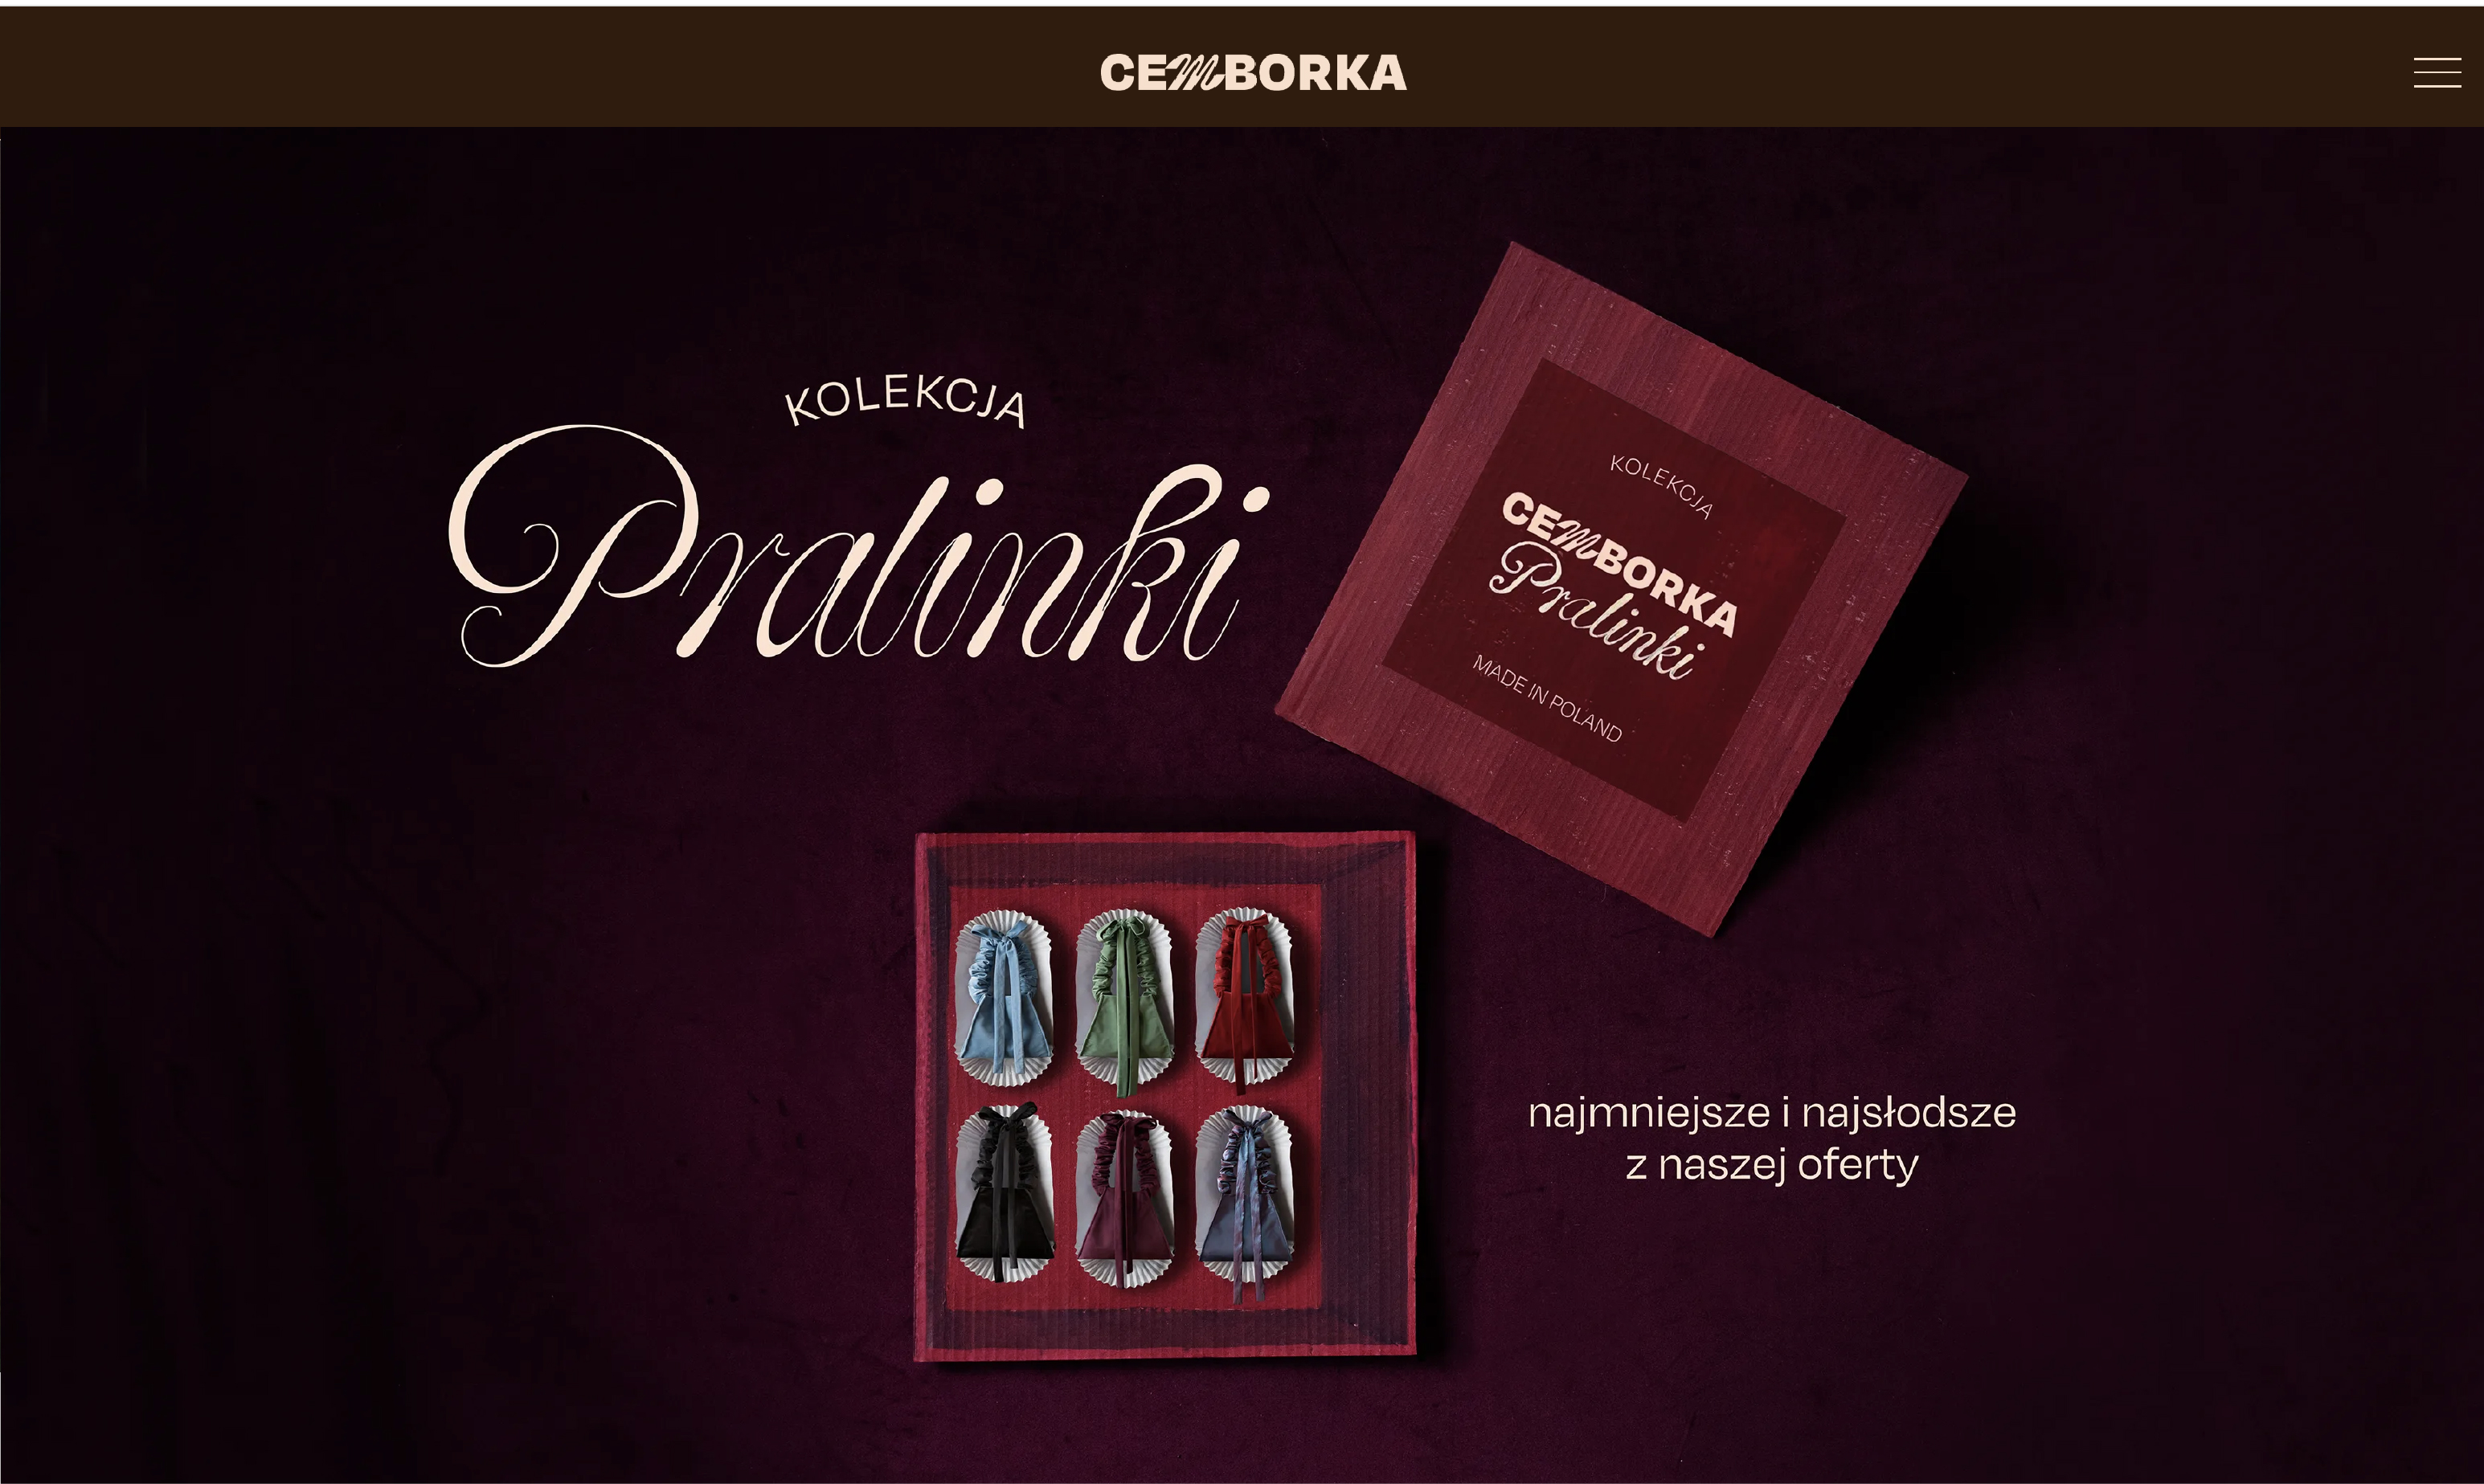 CEMBORKA
KOLEKCJA
Pralinki
KOLEKCJA
CEMBORKA
Pralinki
MADE IN POLAND
najmniejsze i najsłodsze
z naszej oferty